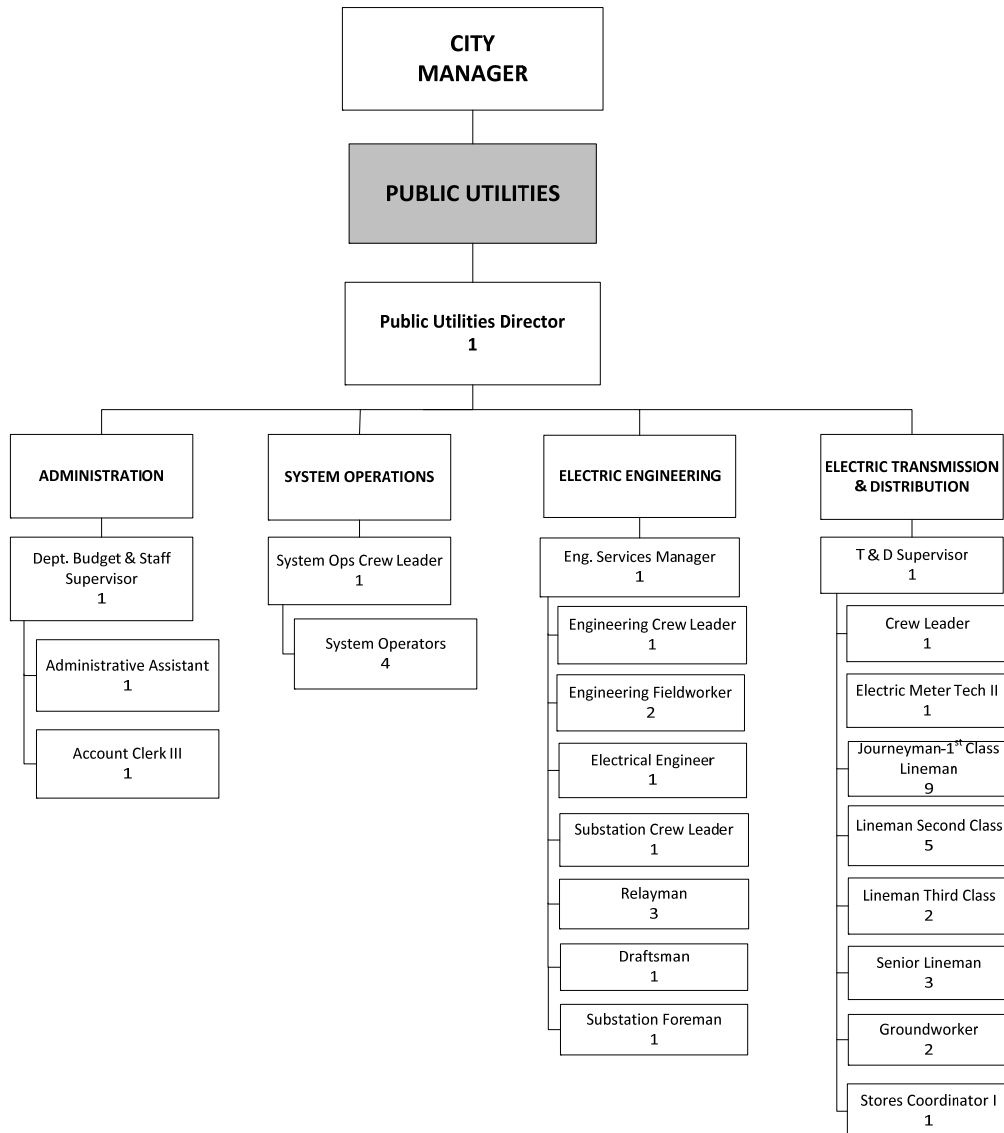 CITY
MANAGER
PUBLIC UTILITIES
Public Utilities Director
1
ADMINISTRATION
Dept. Budget & Staff
Supervisor
1
Administrative Assistant
1
Account Clerk III
1
SYSTEM OPERATIONS
System Ops Crew Leader
1
System Operators
4
ELECTRIC ENGINEERING
Eng. Services Manager
1
Engineering Crew Leader
1
Engineering Fieldworker
2
Electrical Engineer
1
Substation Crew Leader
1
Relayman
3
Draftsman
1
Substation Foreman
1
ELECTRIC TRANSMISSION
& DISTRIBUTION
T & D Supervisor
1
Crew Leader
1
Electric Meter Tech II
1
Journeyman-1st Class
Lineman
9
Lineman Second Class
5
Lineman Third Class
2
Senior Lineman
3
Groundworker
2
Stores Coordinator I
1